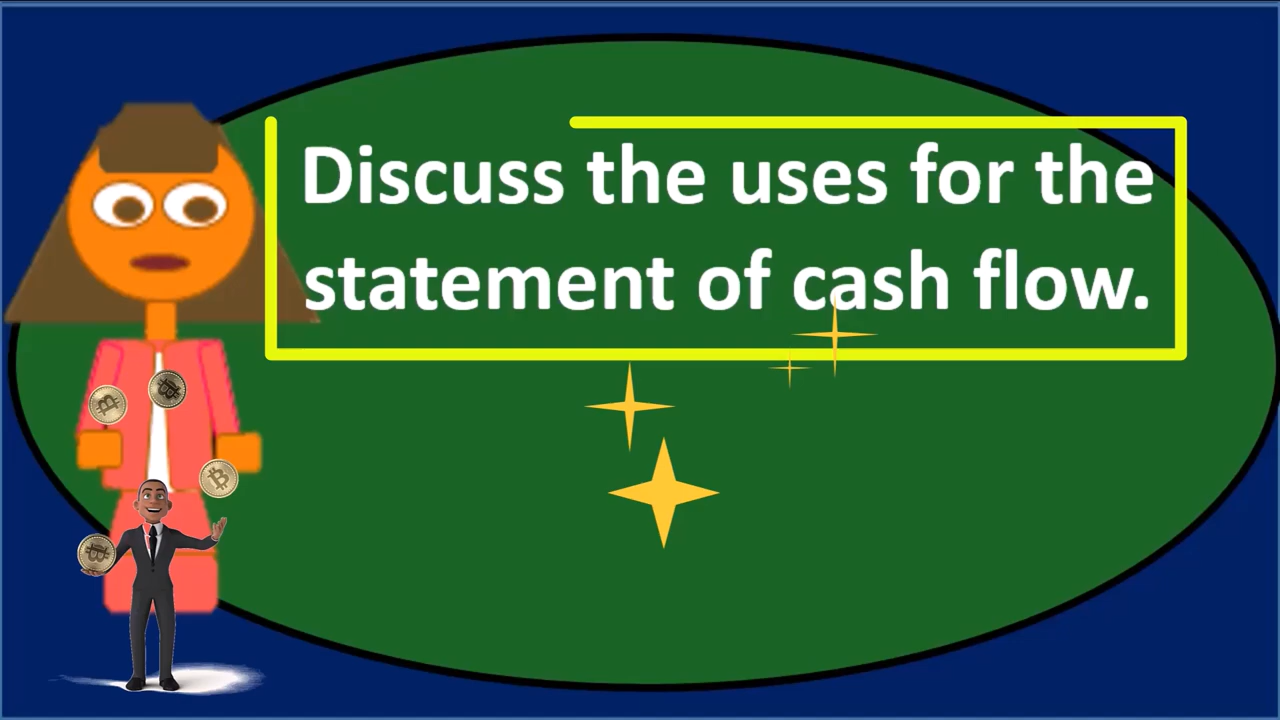 Discuss the uses for the
statement of cash flow.